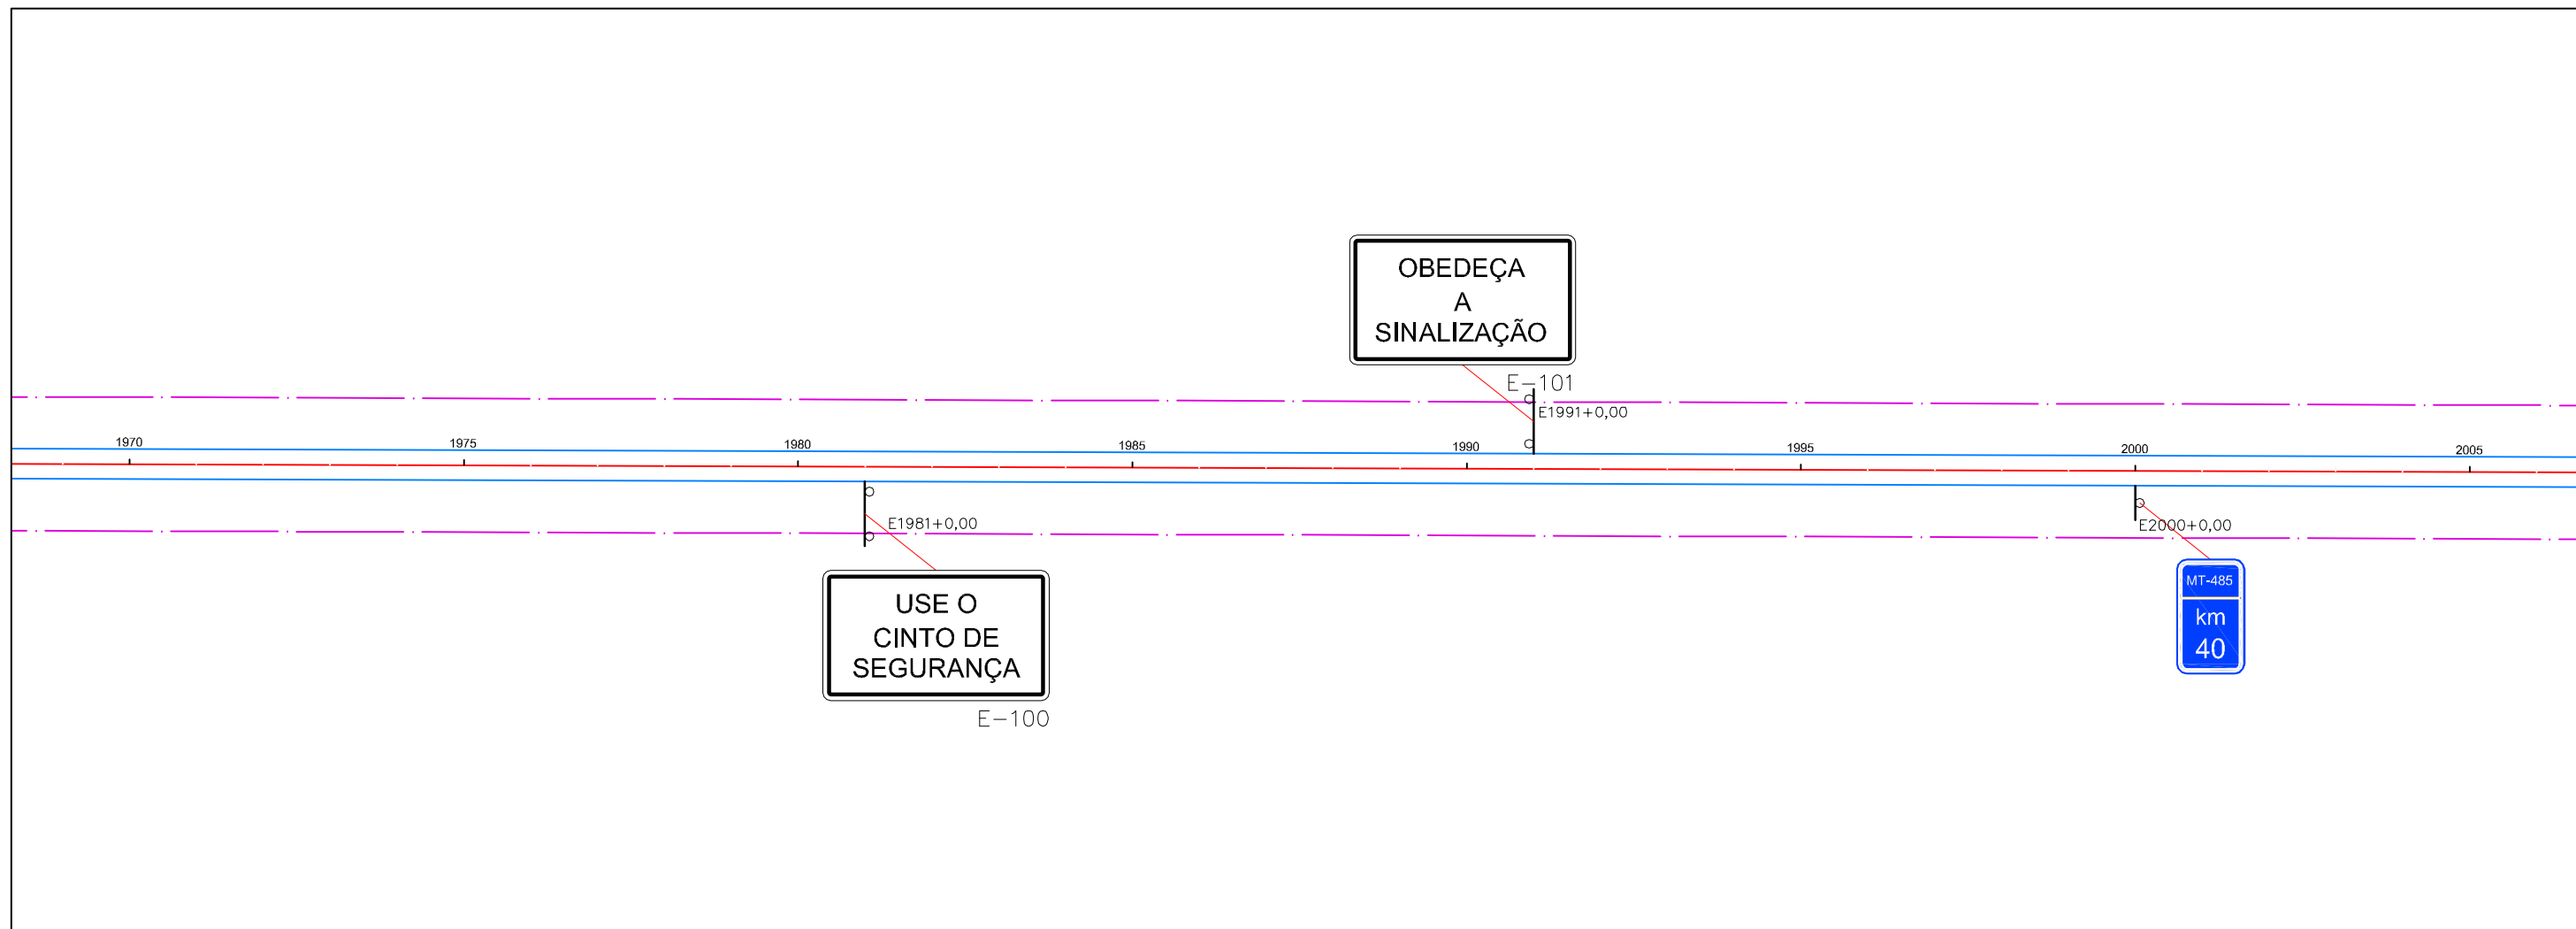 OBEDEÇA
A
SINALIZAÇÃO
E-101
E1991+0,00
1970
1975
1980
1985
1990
1995
2000
2005
E1981+0,00
E2000+0,00
USE O
CINTO DE
SEGURANÇA
E-100
MT-485
km
40